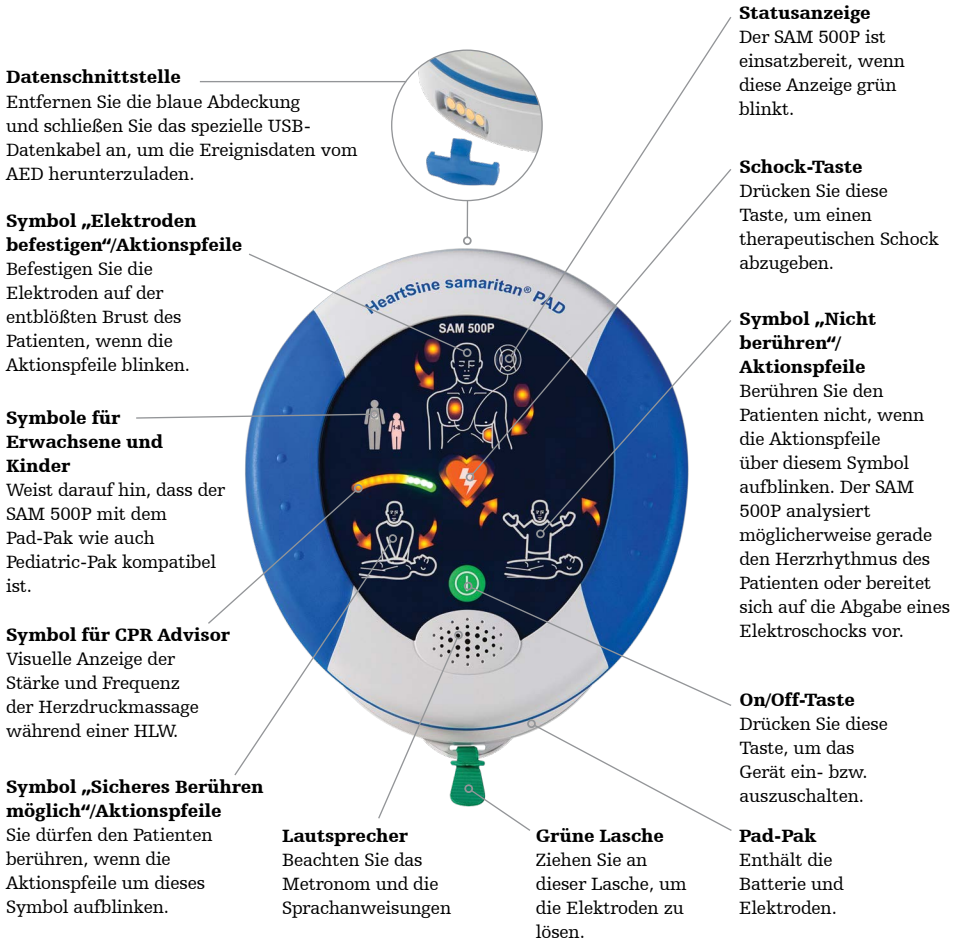 Statusanzeige
Der SAM 500P ist
einsatzbereit, wenn
diese Anzeige grün
blinkt.
Datenschnittstelle
Entfernen Sie die blaue Abdeckung
und schließen Sie das spezielle USB-
Datenkabel an, um die Ereignisdaten vom
AED herunterzuladen.
Schock-Taste
Drücken Sie diese
Taste, um einen
therapeutischen Schock
abzugeben.
Symbol „Elektroden
befestigen“/Aktionspfeile
Befestigen Sie die
Elektroden auf der
entblößten Brust des
Patienten, wenn die
Aktionspfeile blinken.
HeartSine samaritan® PAD
SAM 500P
Symbol „Nicht
berühren“/
Aktionspfeile
Berühren Sie den
Patienten nicht, wenn
die Aktionspfeile
über diesem Symbol
aufblinken. Der SAM
500P analysiert
möglicherweise gerade
den Herzrhythmus des
Patienten oder bereitet
sich auf die Abgabe eines
Elektroschocks vor.
Symbole für
Erwachsene und
Kinder
Weist darauf hin, dass der
SAM 500P mit dem
Pad-Pak wie auch
Pediatric-Pak kompatibel
ist.
Symbol für CPR Advisor
Visuelle Anzeige der
Stärke und Frequenz
der Herzdruckmassage
während einer HLW.
On/Off-Taste
Drücken Sie diese
Taste, um das
Gerät ein- bzw.
auszuschalten.
Symbol „Sicheres Berühren
möglich“/Aktionspfeile
Sie dürfen den Patienten
berühren, wenn die
Aktionspfeile um dieses
Symbol aufblinken.
Lautsprecher
Beachten Sie das
Metronom und die
Sprachanweisungen
Grüne Lasche
Ziehen Sie an
dieser Lasche, um
die Elektroden zu
lösen.
Pad-Pak
Enthält die
Batterie und
Elektroden.